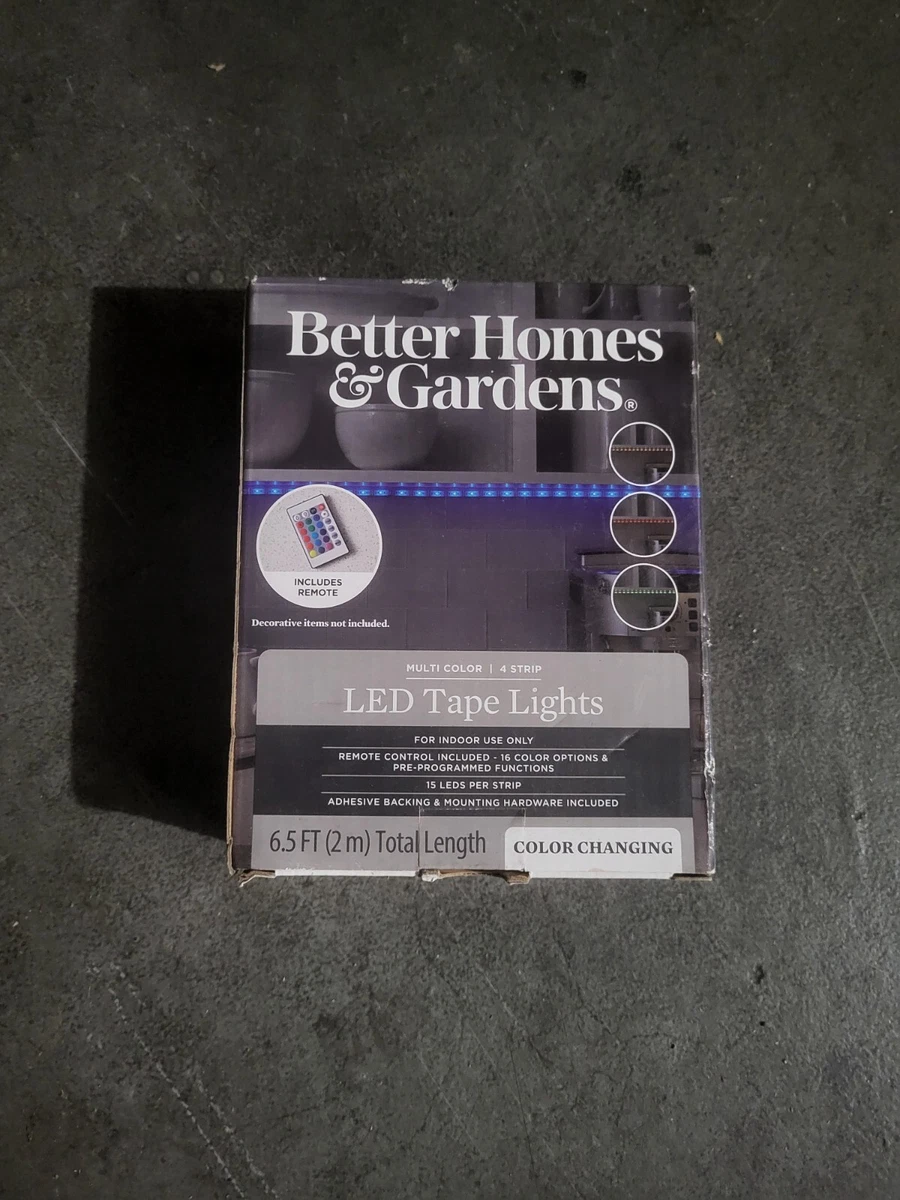 Better Homes
& Gardens®
INCLUDES
REMOTE
Decorative items not included.
MULTI COLOR | 4 STRIP
LED Tape Lights
FOR INDOOR USE ONLY
REMOTE CONTROL INCLUDED - 16 COLOR OPTIONS &
PRE-PROGRAMMED FUNCTIONS
15 LEDS PER STRIP
ADHESIVE BACKING & MOUNTING HARDWARE INCLUDED
6.5 FT (2 m) Total Length
COLOR CHANGING